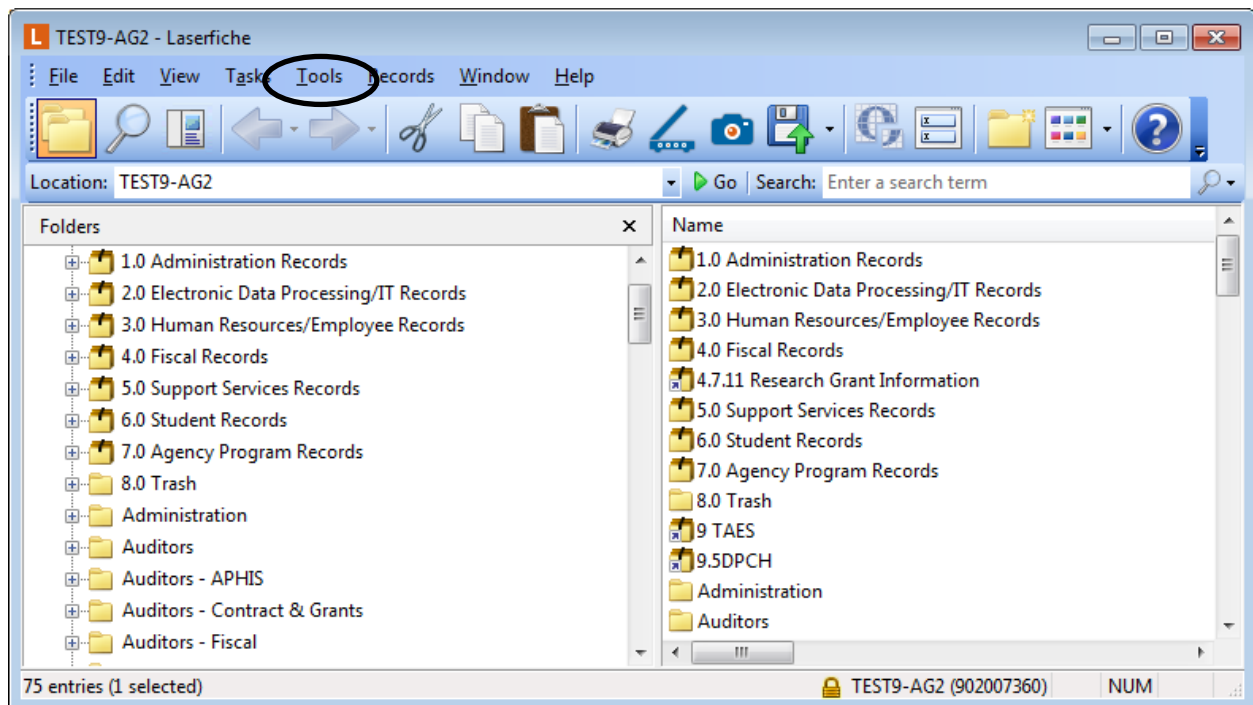 L TEST9-AG2 - Laserfiche
File Edit View Tasks Tools Records Window Help
Location: TEST9-AG2 Go Search: Enter a search term
Folders x
1.0 Administration Records
2.0 Electronic Data Processing/IT Records
3.0 Human Resources/Employee Records
4.0 Fiscal Records
5.0 Support Services Records
6.0 Student Records
7.0 Agency Program Records
8.0 Trash
Administration
Auditors
Auditors - APHIS
Auditors - Contract & Grants
Auditors - Fiscal
Name
1.0 Administration Records
2.0 Electronic Data Processing/IT Records
3.0 Human Resources/Employee Records
4.0 Fiscal Records
4.7.11 Research Grant Information
5.0 Support Services Records
6.0 Student Records
7.0 Agency Program Records
8.0 Trash
9 TAES
9.5DPCH
Administration
Auditors
75 entries (1 selected) TEST9-AG2 (902007360) NUM